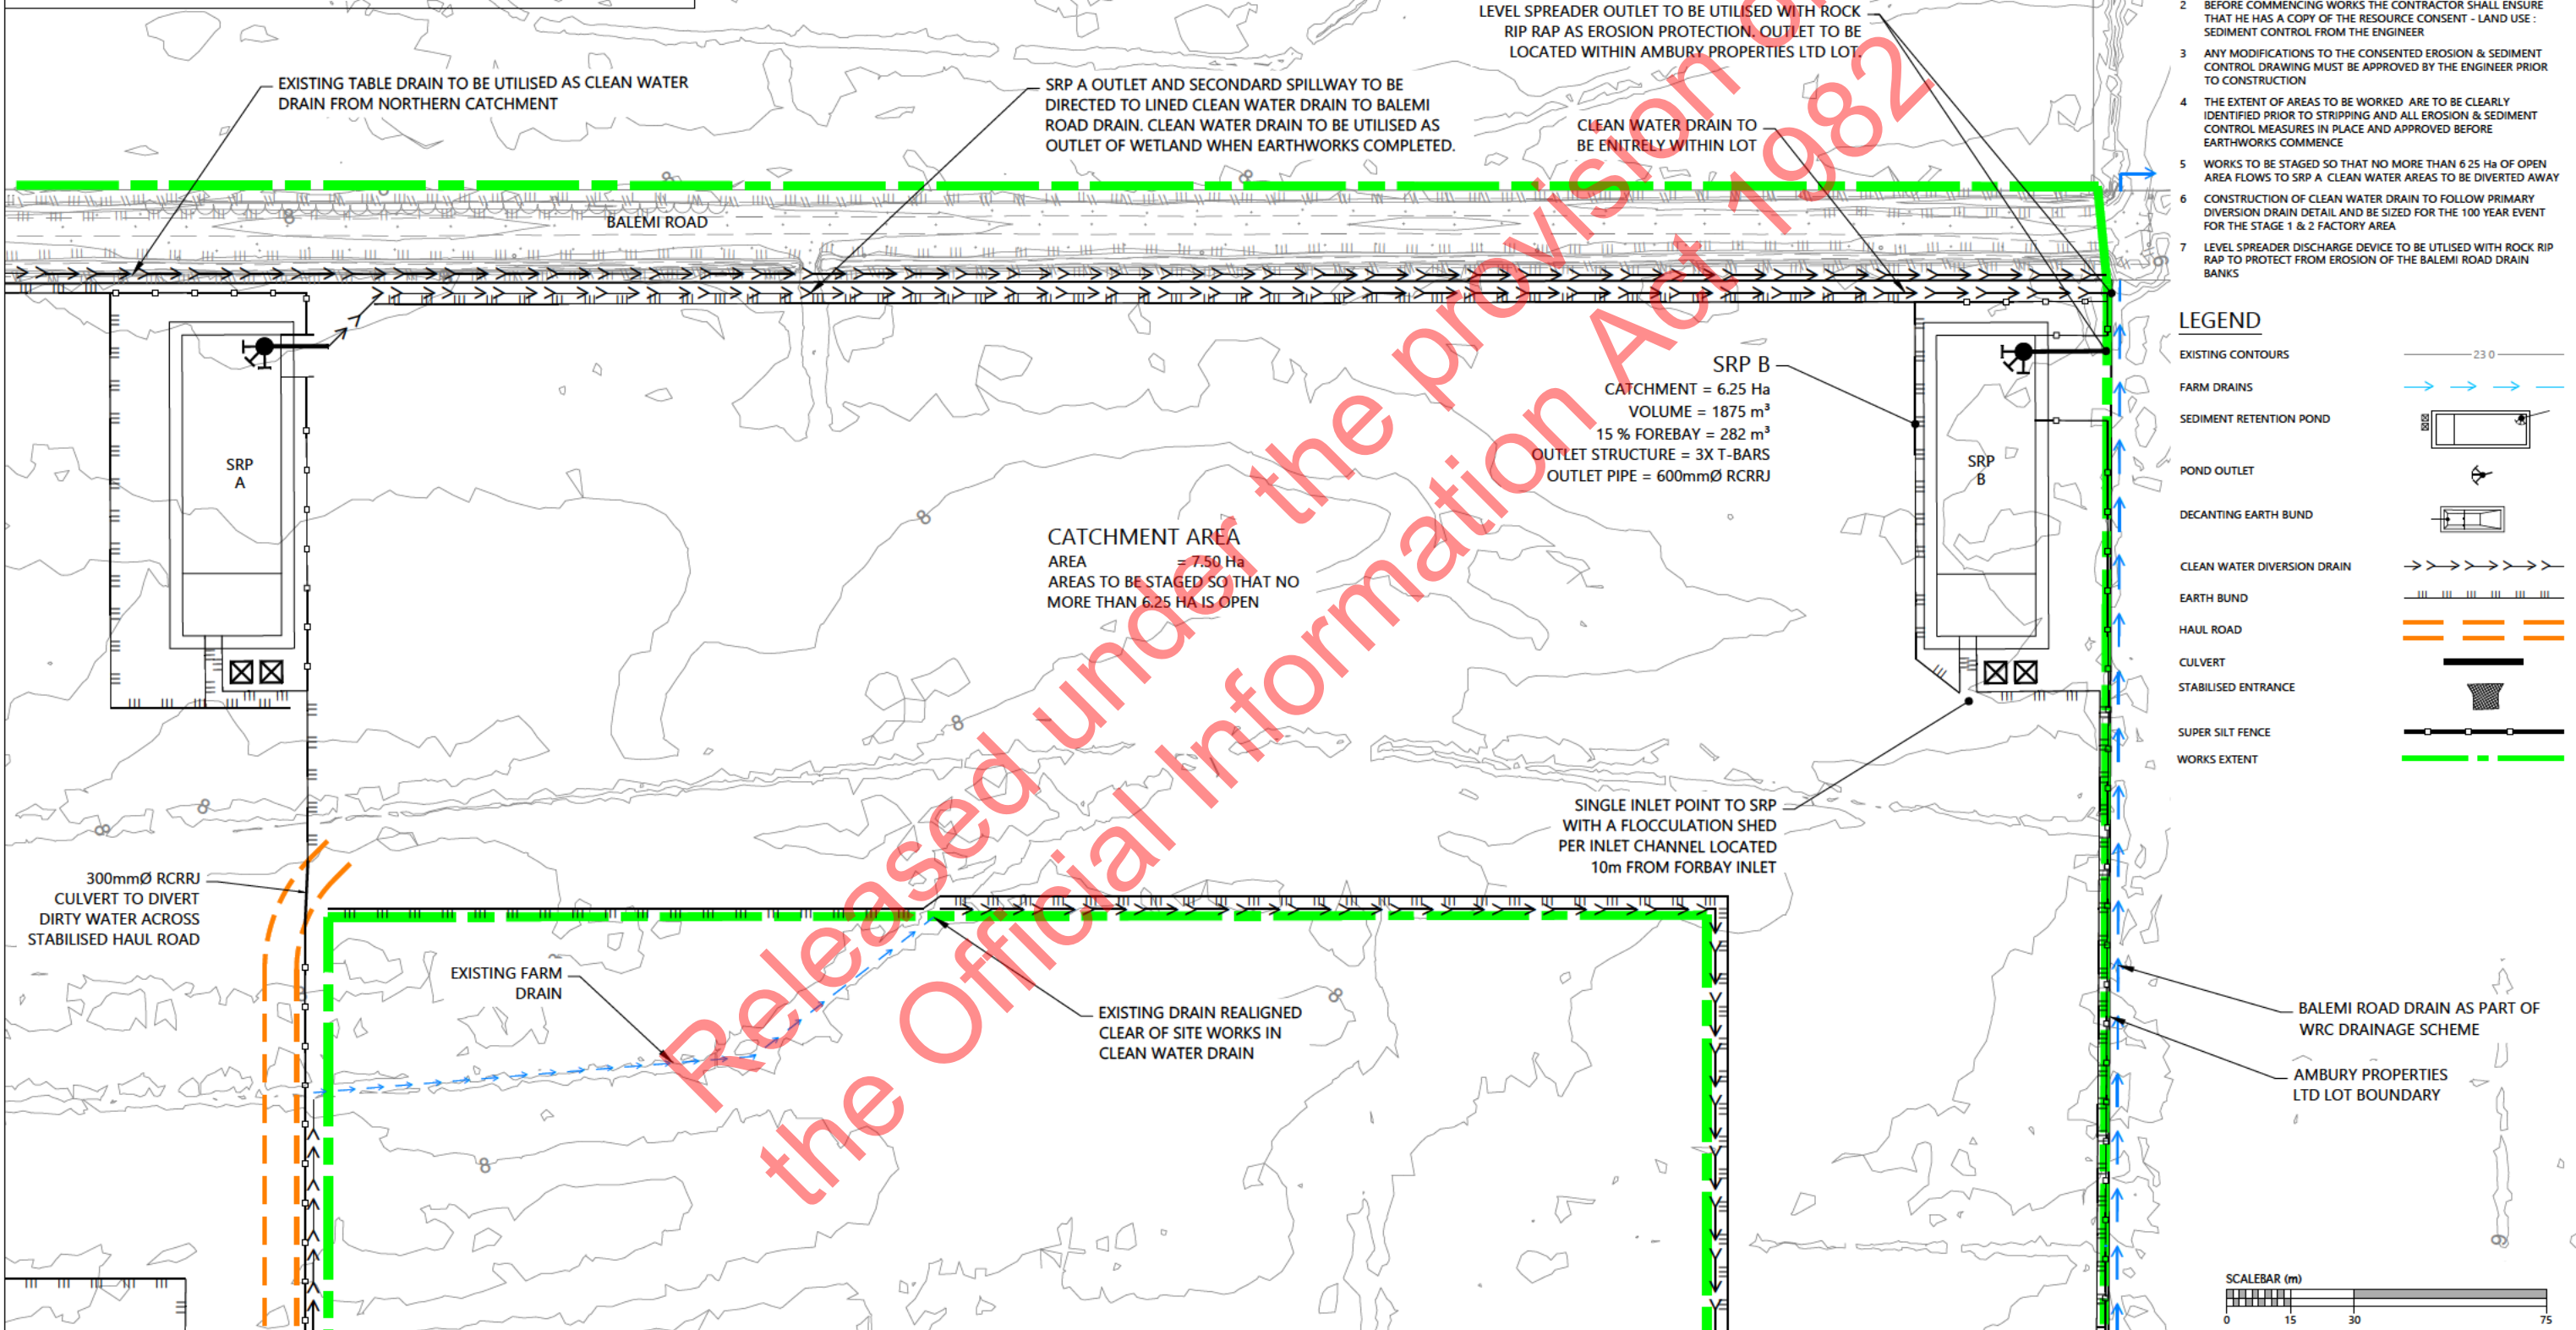 EXISTING TABLE DRAIN TO BE UTILISED AS CLEAN WATER
DRAIN FROM NORTHERN CATCHMENT
SRP A OUTLET AND SECONDARD SPILLWAY TO BE
DIRECTED TO LINED CLEAN WATER DRAIN TO BALEMI
ROAD DRAIN. CLEAN WATER DRAIN TO BE UTILISED AS
OUTLET OF WETLAND WHEN EARTHWORKS COMPLETED.
LEVEL SPREADER OUTLET TO BE UTILISED WITH ROCK
RIP RAP AS EROSION PROTECTION. OUTLET TO BE
LOCATED WITHIN AMBURY PROPERTIES LTD LOT.
CLEAN WATER DRAIN TO
BE ENTIRELY WITHIN LOT
2 BEFORE COMMENCING WORKS THE CONTRACTOR SHALL ENSURE
THAT HE HAS A COPY OF THE RESOURCE CONSENT - LAND USE :
SEDIMENT CONTROL FROM THE ENGINEER
3 ANY MODIFICATIONS TO THE CONSENTED EROSION & SEDIMENT
CONTROL DRAWING MUST BE APPROVED BY THE ENGINEER PRIOR
TO CONSTRUCTION
4 THE EXTENT OF AREAS TO BE WORKED ARE TO BE CLEARLY
IDENTIFIED PRIOR TO STRIPPING AND ALL EROSION & SEDIMENT
CONTROL MEASURES IN PLACE AND APPROVED BEFORE
EARTHWORKS COMMENCE
5 WORKS TO BE STAGED SO THAT NO MORE THAN 6 25 Ha OF OPEN
AREA FLOWS TO SRP A CLEAN WATER AREAS TO BE DIVERTED AWAY
6 CONSTRUCTION OF CLEAN WATER DRAIN TO FOLLOW PRIMARY
DIVERSION DRAIN DETAIL AND BE SIZED FOR THE 100 YEAR EVENT
FOR THE STAGE 1 & 2 FACTORY AREA
7 LEVEL SPREADER DISCHARGE DEVICE TO BE UTLISED WITH ROCK RIP
RAP TO PROTECT FROM EROSION OF THE BALEMI ROAD DRAIN
BANKS
8
8
8
8
BALEMI ROAD
SRP
A
SRP B
CATCHMENT = 6.25 Ha
VOLUME = 1875 m³
15 % FOREBAY = 282 m³
OUTLET STRUCTURE = 3X T-BARS
OUTLET PIPE = 600mmØ RCRRJ
SRP
B
8
CATCHMENT AREA
AREA = 7.50 Ha
AREAS TO BE STAGED SO THAT NO
MORE THAN 6.25 HA IS OPEN
LEGEND
EXISTING CONTOURS
23 0
FARM DRAINS
SEDIMENT RETENTION POND
POND OUTLET
DECANTING EARTH BUND
CLEAN WATER DIVERSION DRAIN
EARTH BUND
HAUL ROAD
CULVERT
STABILISED ENTRANCE
SUPER SILT FENCE
WORKS EXTENT
8
8
8
SINGLE INLET POINT TO SRP
WITH A FLOCCULATION SHED
PER INLET CHANNEL LOCATED
10m FROM FORBAY INLET
300mmØ RCRRJ
CULVERT TO DIVERT
DIRTY WATER ACROSS
STABILISED HAUL ROAD
EXISTING FARM
DRAIN
EXISTING DRAIN REALIGNED
CLEAR OF SITE WORKS IN
CLEAN WATER DRAIN
8
8
BALEMI ROAD DRAIN AS PART OF
WRC DRAINAGE SCHEME
AMBURY PROPERTIES
LTD LOT BOUNDARY
SCALEBAR (m)
0 15 30 75
Released under the provision of
the Official Information Act 1982